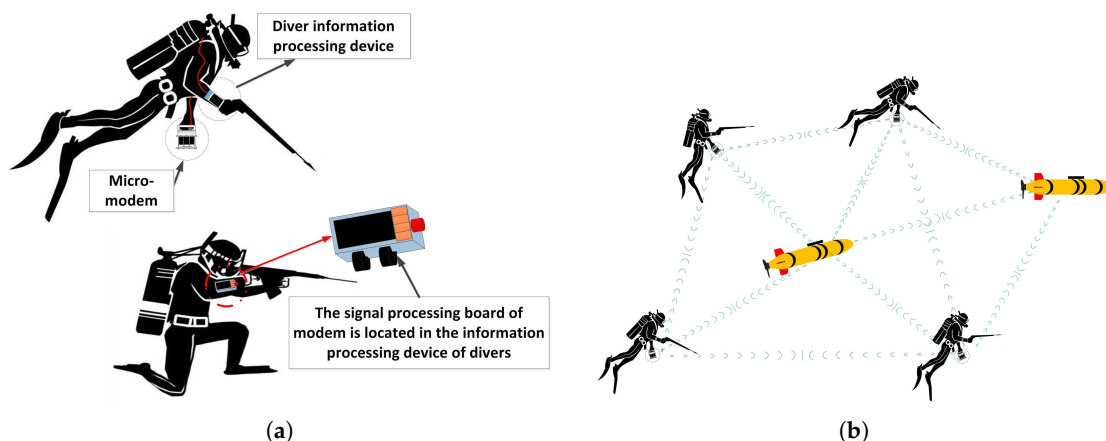 Diver information
processing device
Micro-
modem
The signal processing board of
modem is located in the information
processing device of divers
(a)
(b)